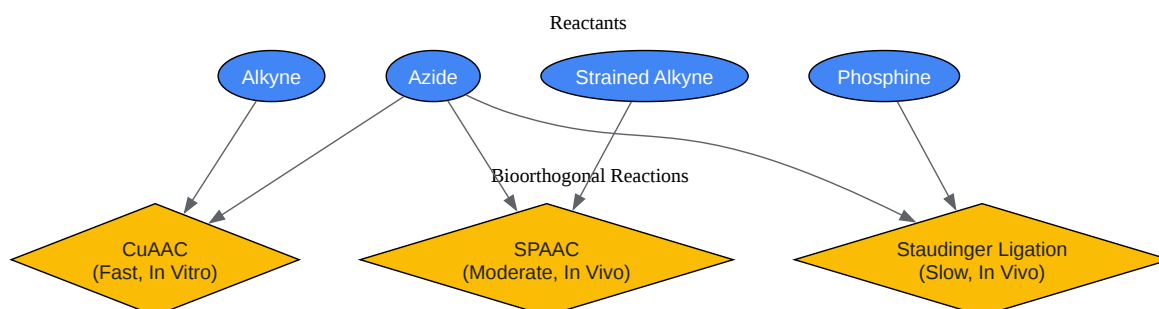 Reactants
Alkyne
Azide
Strained Alkyne
Phosphine
Bioorthogonal Reactions
CuAAC
(Fast, In Vitro)
SPAAC
(Moderate, In Vivo)
Staudinger Ligation
(Slow, In Vivo)